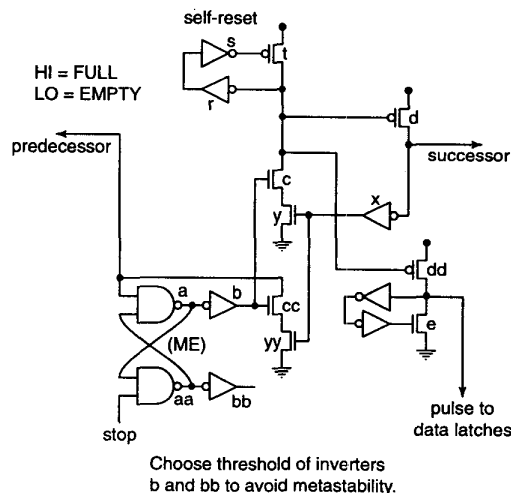 self-reset
s
t
HI = FULL
LO = EMPTY
r
d
predecessor
successor
c
x
y
dd
a
b
cc
e
(ME)
yy
aa
bb
stop
pulse to
data latches
Choose threshold of inverters
b and bb to avoid metastability.